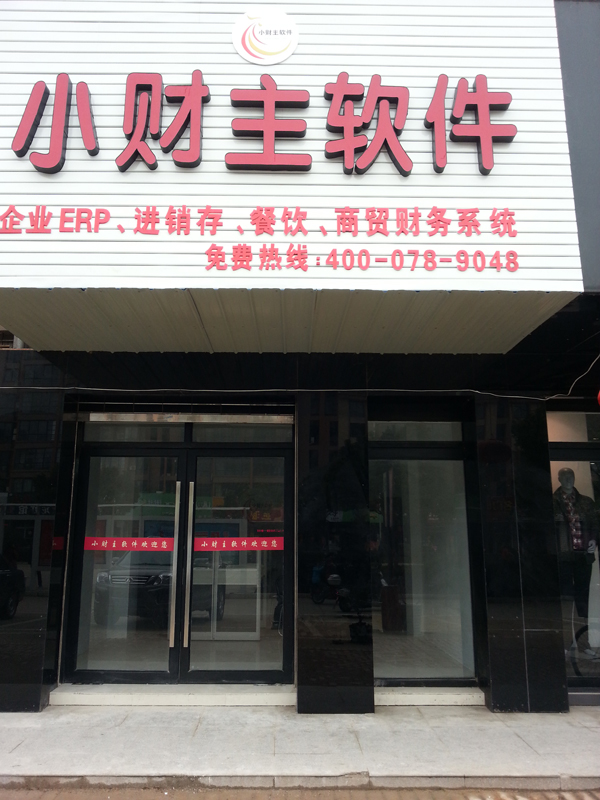 小财主软件
小财主软件
企业ERP、进销存、餐饮、商贸财务系统
免费热线:400-078-9048
小财主软件欢迎您
小财主软件欢迎您